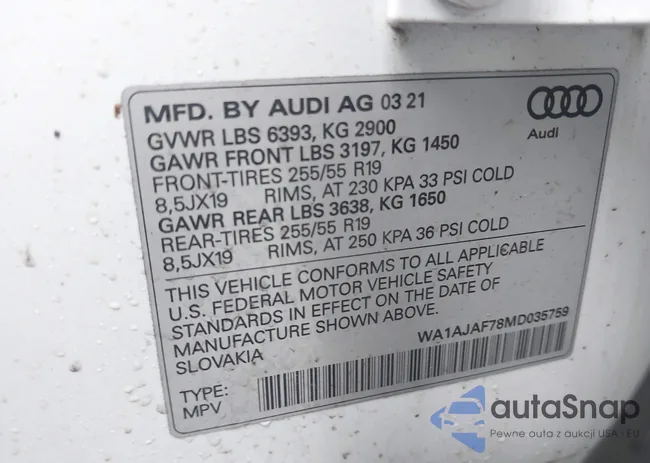 MFD. BY AUDI AG 03 21
Audi
GVWR LBS 6393, KG 2900
GAWR FRONT LBS 3197, KG 1450
FRONT-TIRES 255/55 R19
8,5JX19 RIMS, AT 230 KPA 33 PSI COLD
GAWR REAR LBS 3638, KG 1650
REAR-TIRES 255/55 R19
8,5JX19 RIMS, AT 250 KPA 36 PSI COLD
THIS VEHICLE CONFORMS TO ALL APPLICABLE
U.S. FEDERAL MOTOR VEHICLE SAFETY
STANDARDS IN EFFECT ON THE DATE OF
MANUFACTURE SHOWN ABOVE.
SLOVAKIA
WA1AJAF78MD035759
TYPE:
MPV
autaSnap
Pewne auta z aukcji USA - EU